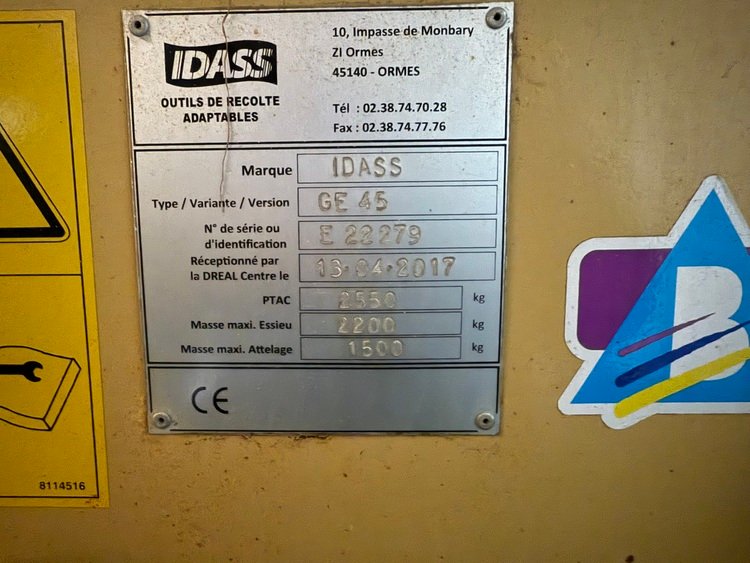 IDASS
OUTILS DE RECOLTE
ADAPTABLES
10, Impasse de Monbary
ZI Ormes
45140 - ORMES
Tél : 02.38.74.70.28
Fax : 02.38.74.77.76
Marque IDASS
Type / Variante / Version GE 45
N° de série ou
d'identification E 22279
Réceptionné par
la DREAL Centre le 13·04·2017
PTAC 2550 kg
Masse maxi. Essieu 2200 kg
Masse maxi. Attelage 1500 kg
CE
8114516
B